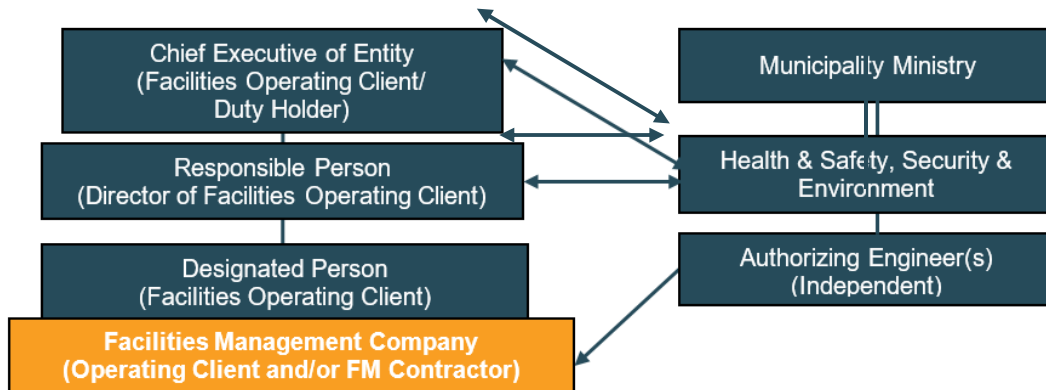 Chief Executive of Entity
(Facilities Operating Client/
Duty Holder)
Responsible Person
(Director of Facilities Operating Client)
Designated Person
(Facilities Operating Client)
Facilities Management Company
(Operating Client and/or FM Contractor)
Municipality Ministry
Health & Safety, Security &
Environment
Authorizing Engineer(s)
(Independent)